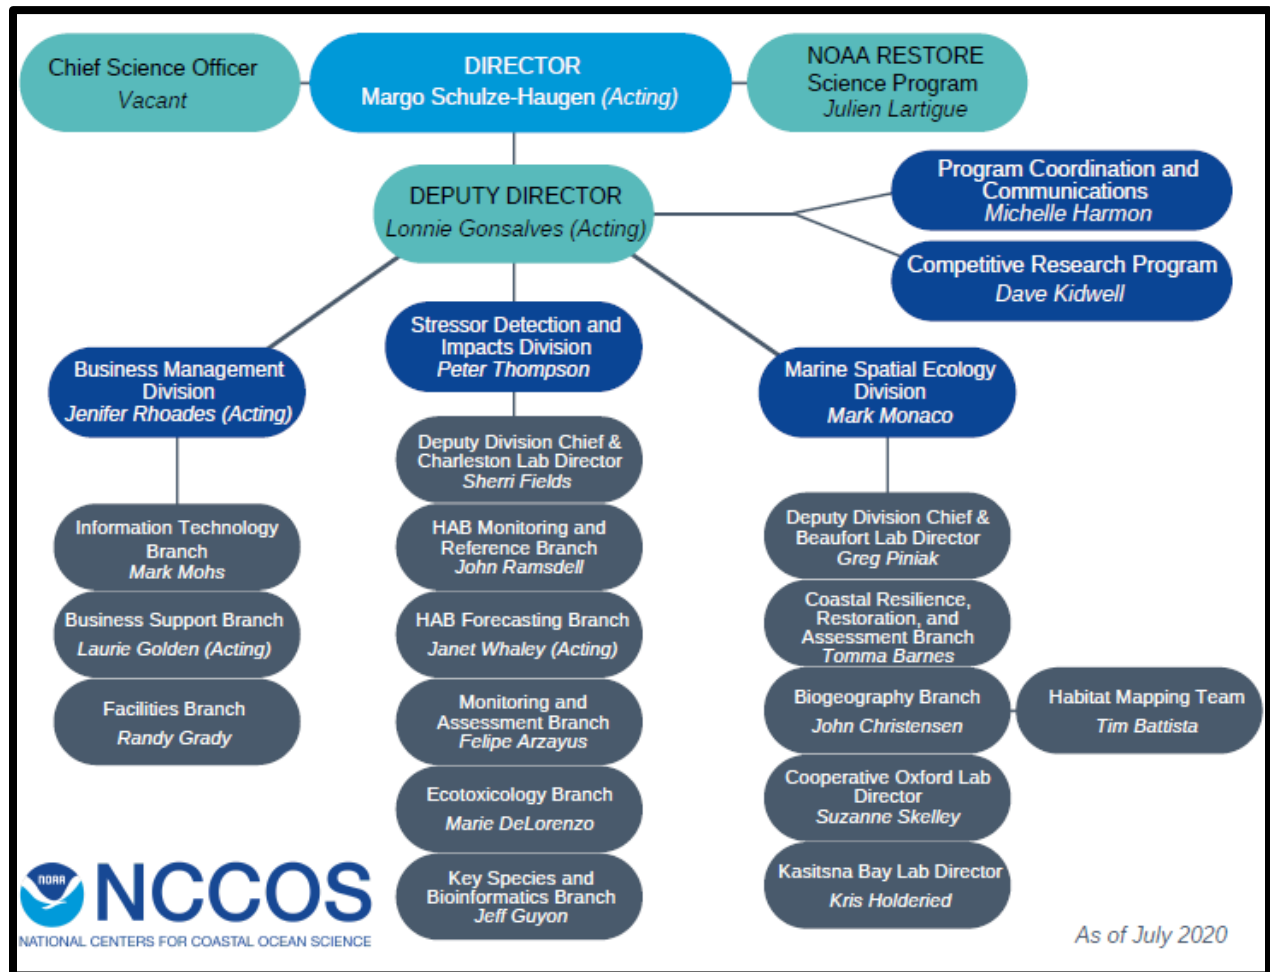 Chief Science Officer
Vacant
DIRECTOR
Margo Schulze-Haugen (Acting)
NOAA RESTORE
Science Program
Julien Lartigue
DEPUTY DIRECTOR
Lonnie Gonsalves (Acting)
Program Coordination and
Communications
Michelle Harmon
Competitive Research Program
Dave Kidwell
Business Management
Division
Jenifer Rhoades (Acting)
Information Technology
Branch
Mark Mohs
Business Support Branch
Laurie Golden (Acting)
Facilities Branch
Randy Grady
Stressor Detection and
Impacts Division
Peter Thompson
Deputy Division Chief &
Charleston Lab Director
Sherri Fields
HAB Monitoring and
Reference Branch
John Ramsdell
HAB Forecasting Branch
Janet Whaley (Acting)
Monitoring and
Assessment Branch
Felipe Arzayus
Ecotoxicology Branch
Marie DeLorenzo
Key Species and
Bioinformatics Branch
Jeff Guyon
Marine Spatial Ecology
Division
Mark Monaco
Deputy Division Chief &
Beaufort Lab Director
Greg Piniak
Coastal Resilience,
Restoration, and
Assessment Branch
Tomma Barnes
Biogeography Branch
John Christensen
Habitat Mapping Team
Tim Battista
Cooperative Oxford Lab
Director
Suzanne Skelley
Kasitsna Bay Lab Director
Kris Holderied
NOAA
NCCOS
NATIONAL CENTERS FOR COASTAL OCEAN SCIENCE
As of July 2020